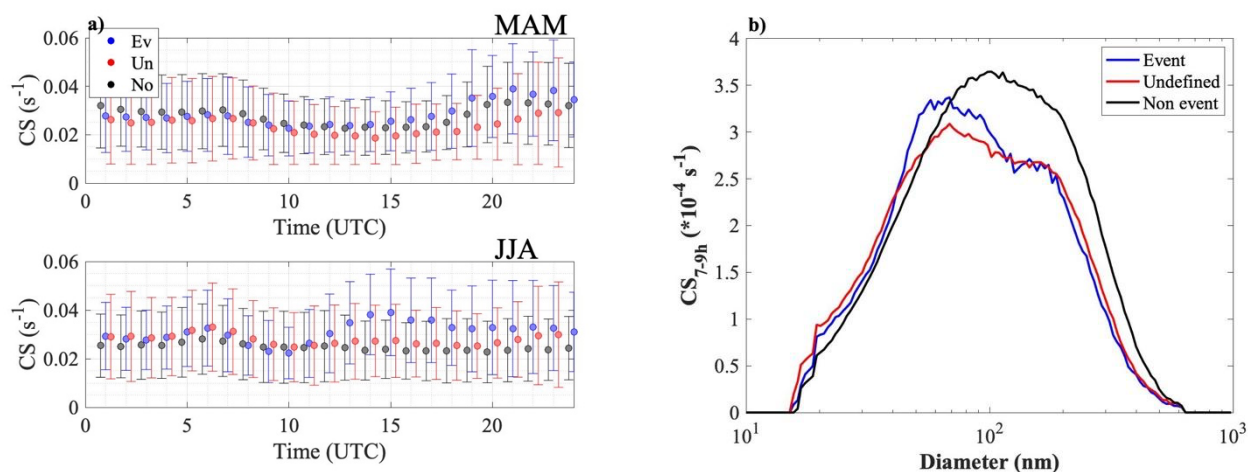 a)
MAM
Ev
Un
No
CS (s⁻¹)
0.06
0.04
0.02
0
0 5 10 15 20
Time (UTC)
JJA
CS (s⁻¹)
0.06
0.04
0.02
0
0 5 10 15 20
Time (UTC)
b)
Event
Undefined
Non event
CS₇₋₉ₕ (*10⁻⁴ s⁻¹)
4
3.5
3
2.5
2
1.5
1
0.5
0
10¹ 10² 10³
Diameter (nm)